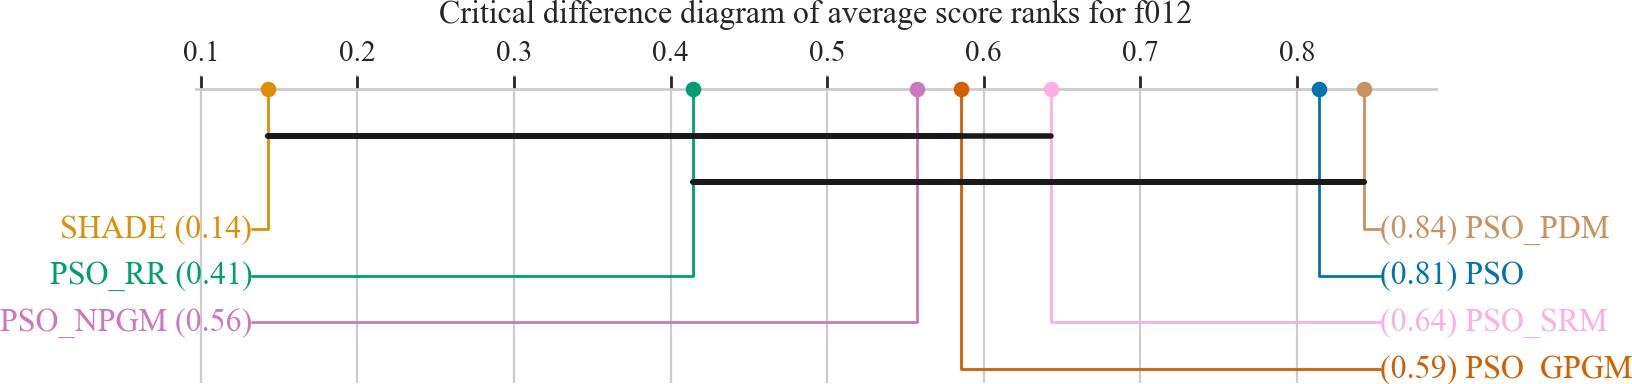 Critical difference diagram of average score ranks for f012
0.1 0.2 0.3 0.4 0.5 0.6 0.7 0.8
SHADE (0.14)
(0.84) PSO_PDM
PSO_RR (0.41)
(0.81) PSO
PSO_NPGM (0.56)
(0.64) PSO_SRM
(0.59) PSO_GPGM